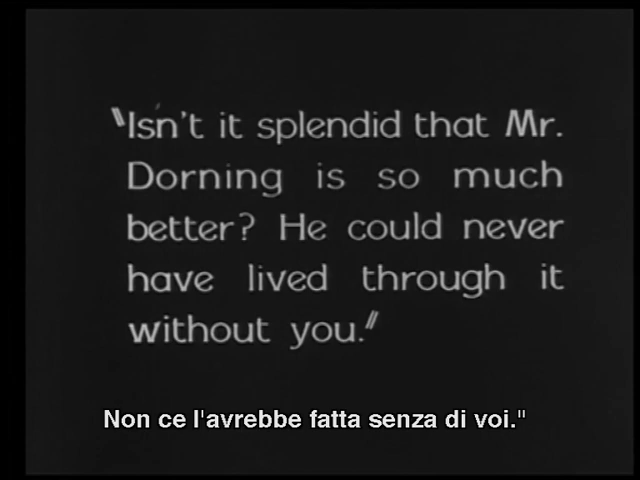 "Isn't it splendid that Mr.
Dorning is so much
better? He could never
have lived through it
without you."
Non ce l'avrebbe fatta senza di voi."